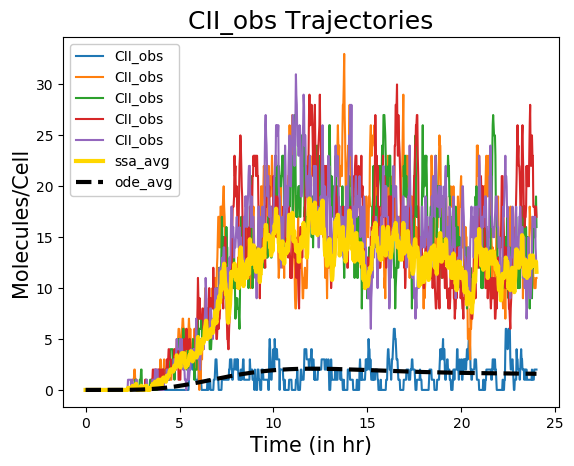 CII_obs Trajectories
CII_obs
CII_obs
CII_obs
CII_obs
CII_obs
ssa_avg
ode_avg
Molecules/Cell
30
25
20
15
10
5
0
0 5 10 15 20 25
Time (in hr)